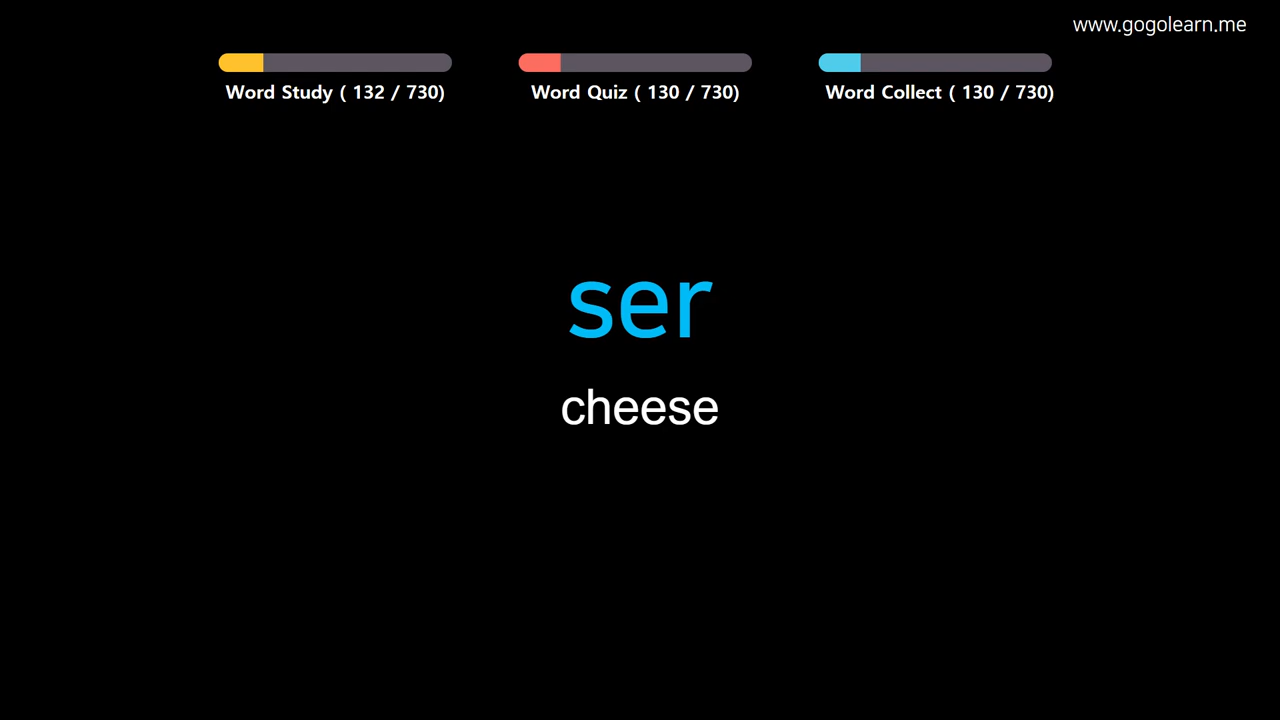 www.gogolearn.me
Word Study ( 132 / 730)
Word Quiz ( 130 / 730)
Word Collect ( 130 / 730)
ser
cheese